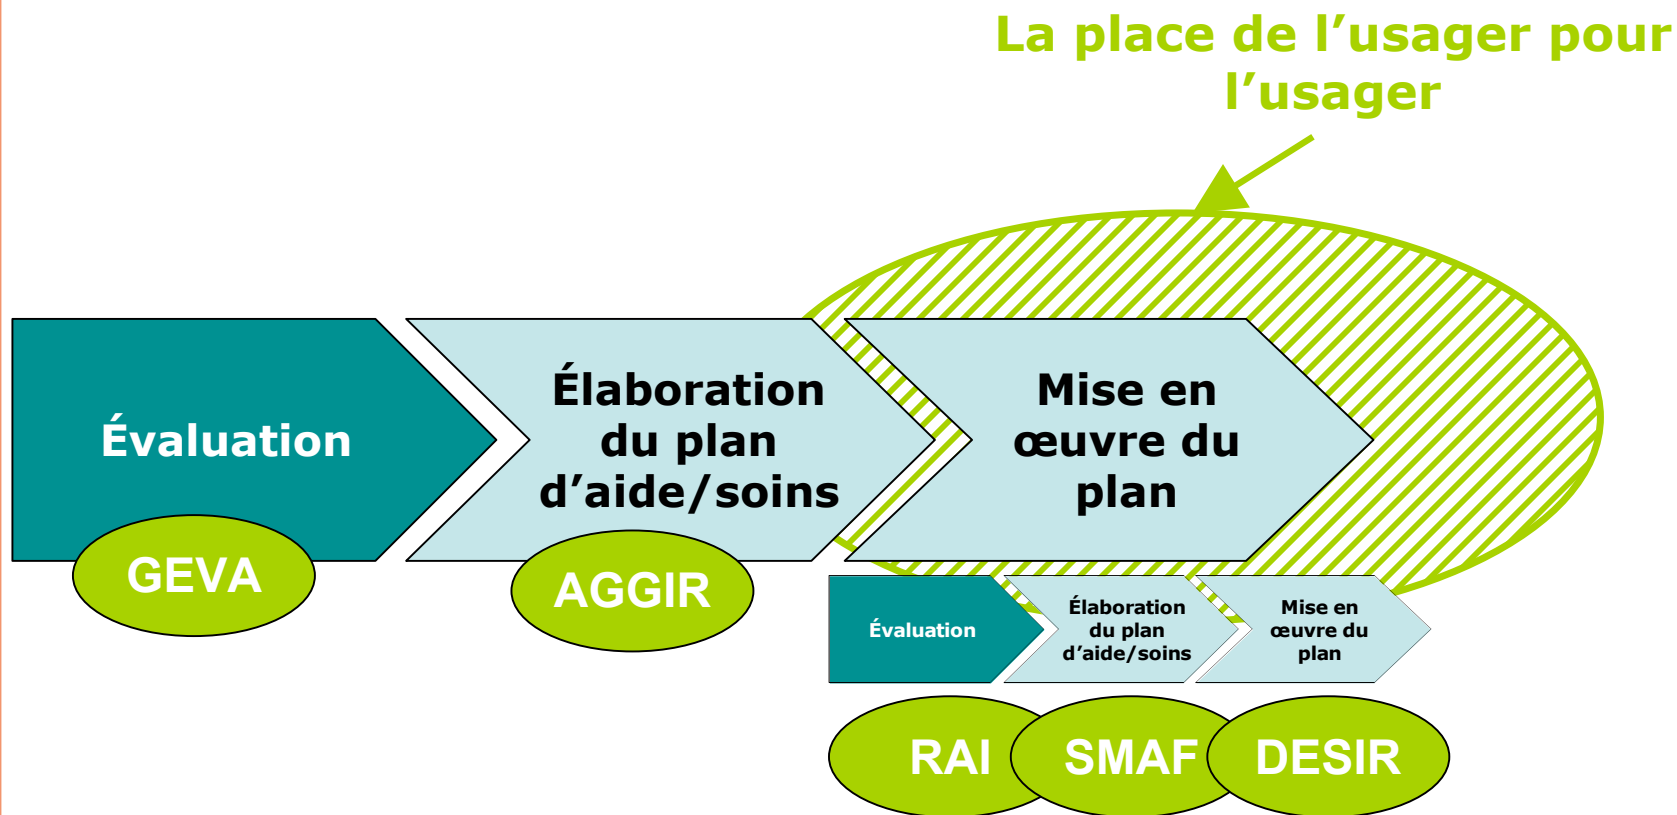 La place de l’usager pour
l’usager
Évaluation
Élaboration
du plan
d’aide/soins
Mise en
œuvre du
plan
GEVA
AGGIR
Évaluation
Élaboration
du plan
d’aide/soins
Mise en
œuvre du
plan
RAI
SMAF
DESIR